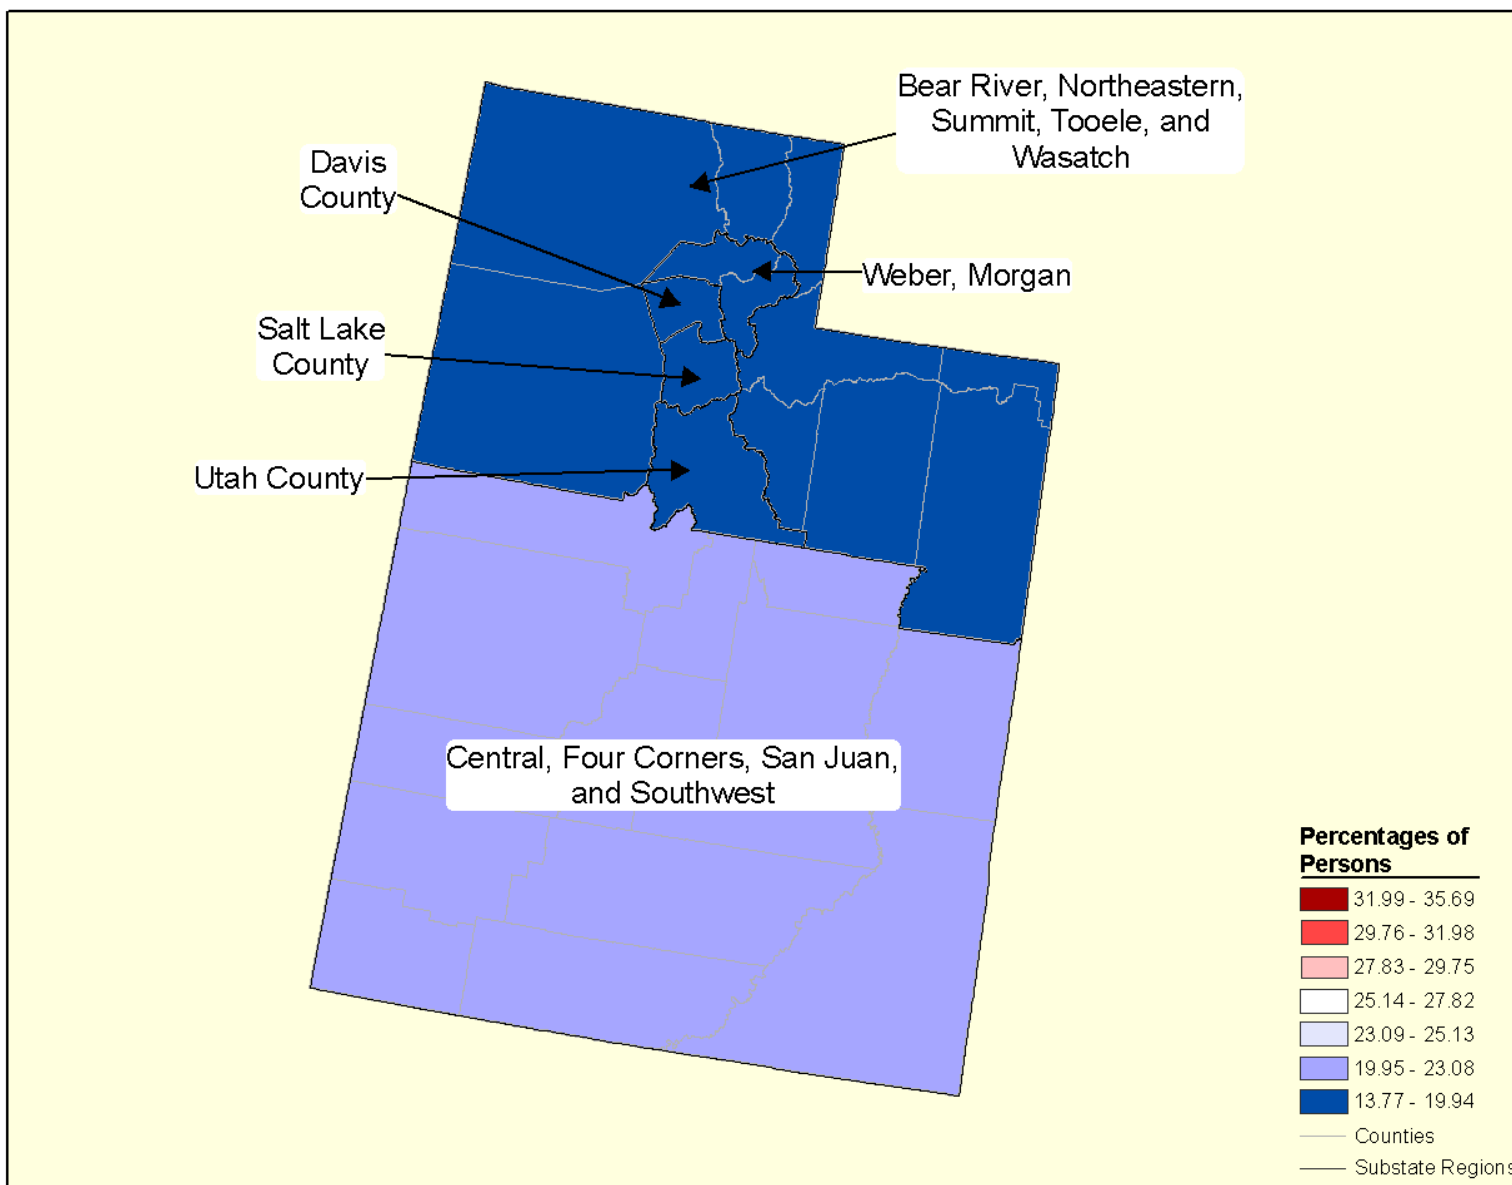 Bear River, Northeastern,
Summit, Tooele, and
Wasatch
Davis
County
Weber, Morgan
Salt Lake
County
Utah County
Central, Four Corners, San Juan,
and Southwest
Percentages of
Persons
31.99 - 35.69
29.76 - 31.98
27.83 - 29.75
25.14 - 27.82
23.09 - 25.13
19.95 - 23.08
13.77 - 19.94
Counties
Substate Regions